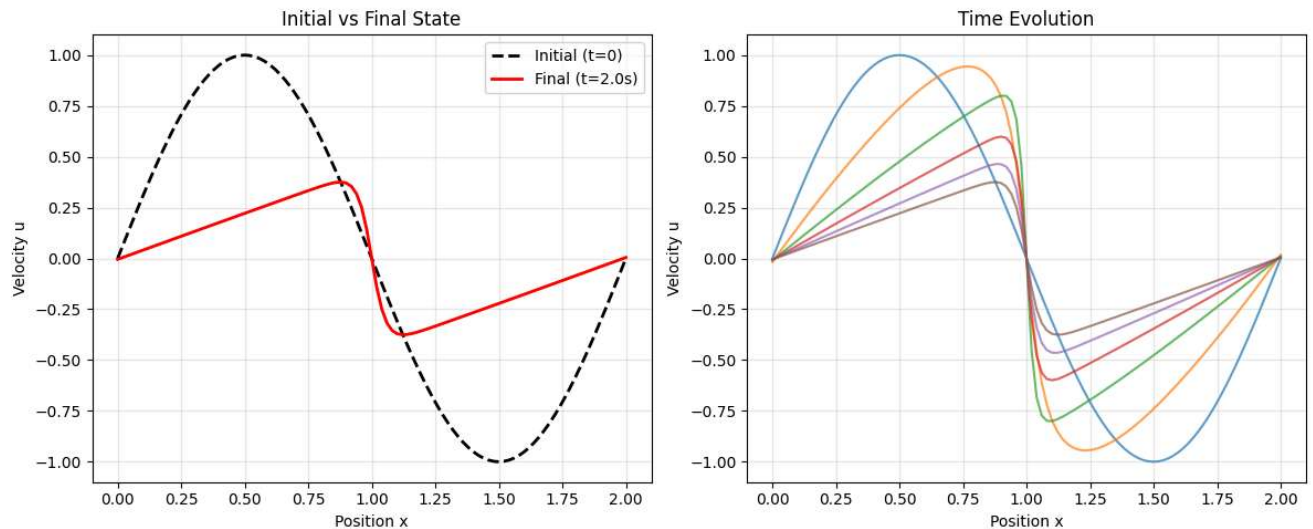 Initial vs Final State
Initial (t=0)
Final (t=2.0s)
1.00
0.75
0.50
0.25
0.00
−0.25
−0.50
−0.75
−1.00
Velocity u
0.00 0.25 0.50 0.75 1.00 1.25 1.50 1.75 2.00
Position x
Time Evolution
1.00
0.75
0.50
0.25
0.00
−0.25
−0.50
−0.75
−1.00
Velocity u
0.00 0.25 0.50 0.75 1.00 1.25 1.50 1.75 2.00
Position x